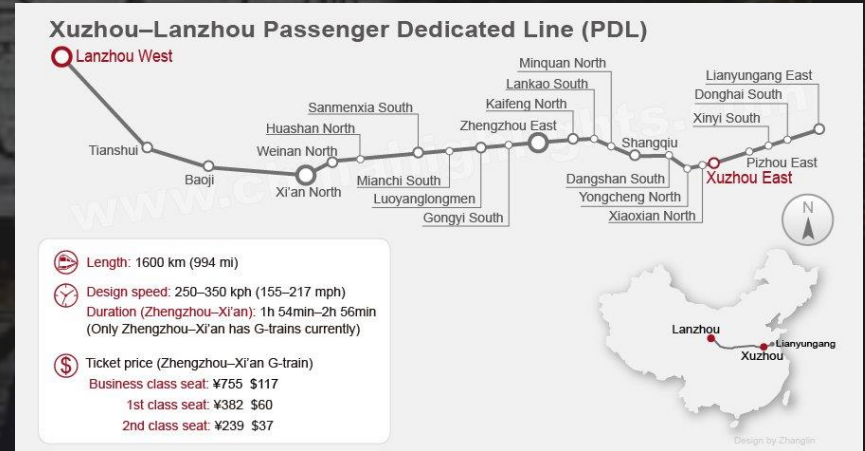 Xuzhou–Lanzhou Passenger Dedicated Line (PDL)
Lanzhou West
Minquan North
Lianyungang East
Lankao South
Donghai South
Sanmenxia South
Kaifeng North
Xinyi South
Huashan North
Zhengzhou East
Tianshui
Weinan North
Shangqiu
Pizhou East
Baoji
Xi'an North
Mianchi South
Dangshan South
Xuzhou East
Luoyanglongmen
Yongcheng North
Gongyi South
Xiaoxian North
N
Length: 1600 km (994 mi)
Design speed: 250–350 kph (155–217 mph)
Duration (Zhengzhou–Xi'an): 1h 54min–2h 56min
(Only Zhengzhou–Xi'an has G-trains currently)
$ Ticket price (Zhengzhou–Xi'an G-train)
Business class seat: ¥755 $117
1st class seat: ¥382 $60
2nd class seat: ¥239 $37
Lanzhou
Lianyungang
Xuzhou
Design by Zhanglin